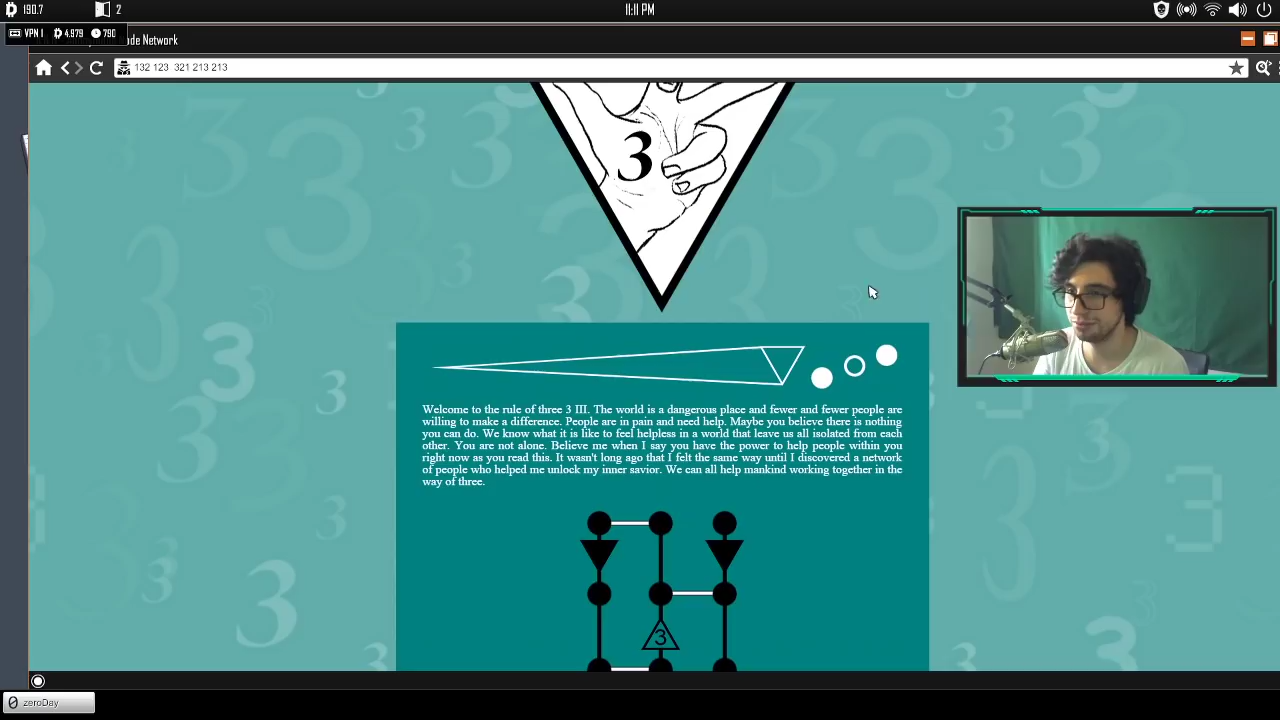 190.7
2
11:11 PM
VPN 1
4.979
790
ode Network
132 123  321 213 213
3
Welcome to the rule of three 3 III. The world is a dangerous place and fewer and fewer people are
willing to make a difference. People are in pain and need help. Maybe you believe there is nothing
you can do. We know what it is like to feel helpless in a world that leave us all isolated from each
other. You are not alone. Believe me when I say you have the power to help people within you
right now as you read this. It wasn't long ago that I felt the same way until I discovered a network
of people who helped me unlock my inner savior. We can all help mankind working together in the
way of three.
3
zeroDay